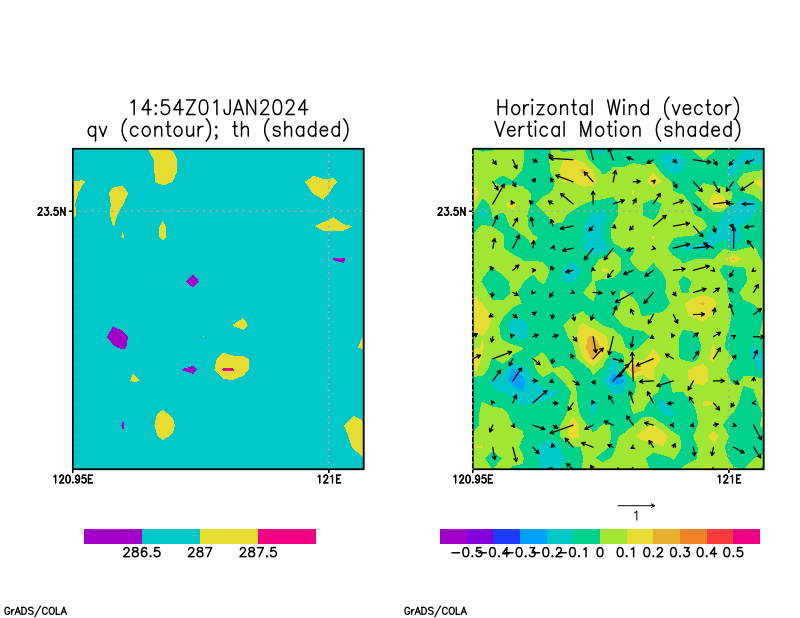 14:54Z01JAN2024
qv (contour); th (shaded)
23.5N
120.95E
121E
286.5 287 287.5
Horizontal Wind (vector)
Vertical Motion (shaded)
23.5N
120.95E
121E
1
-0.5 -0.4 -0.3 -0.2 -0.1 0 0.1 0.2 0.3 0.4 0.5
GrADS/COLA
GrADS/COLA